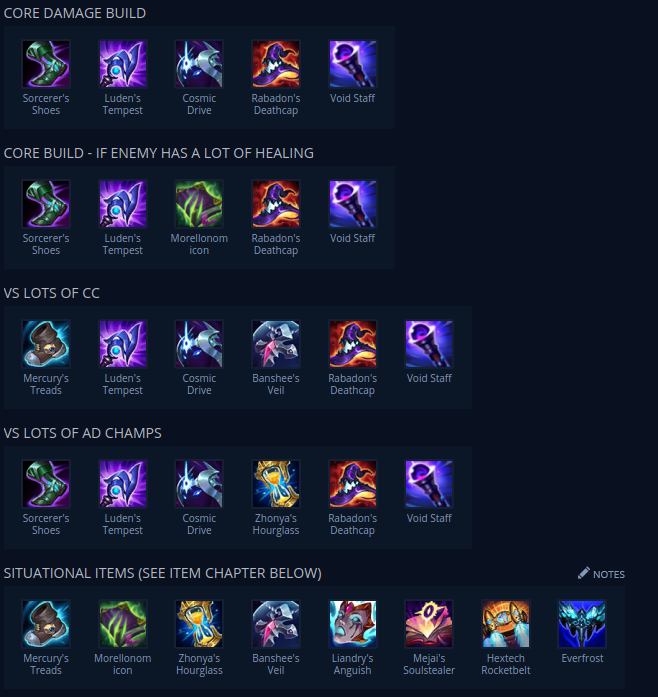 CORE DAMAGE BUILD
Sorcerer's Shoes
Luden's Tempest
Cosmic Drive
Rabadon's Deathcap
Void Staff
CORE BUILD - IF ENEMY HAS A LOT OF HEALING
Sorcerer's Shoes
Luden's Tempest
Morellonom icon
Rabadon's Deathcap
Void Staff
VS LOTS OF CC
Mercury's Treads
Luden's Tempest
Cosmic Drive
Banshee's Veil
Rabadon's Deathcap
Void Staff
VS LOTS OF AD CHAMPS
Sorcerer's Shoes
Luden's Tempest
Cosmic Drive
Zhonya's Hourglass
Rabadon's Deathcap
Void Staff
SITUATIONAL ITEMS (SEE ITEM CHAPTER BELOW)
NOTES
Mercury's Treads
Morellonom icon
Zhonya's Hourglass
Banshee's Veil
Liandry's Anguish
Mejai's Soulstealer
Hextech Rocketbelt
Everfrost